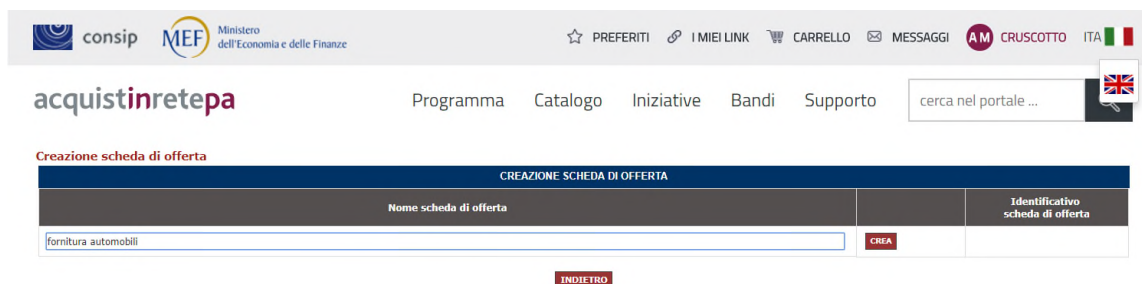 consip
MEF
Ministero
dell'Economia e delle Finanze
PREFERITI
I MIEI LINK
CARRELLO
MESSAGGI
AM
CRUSCOTTO
ITA
acquistinretepa
Programma
Catalogo
Iniziative
Bandi
Supporto
cerca nel portale ...
Creazione scheda di offerta
CREAZIONE SCHEDA DI OFFERTA
Nome scheda di offerta
Identificativo
scheda di offerta
fornitura automobili
CREA
INDIETRO